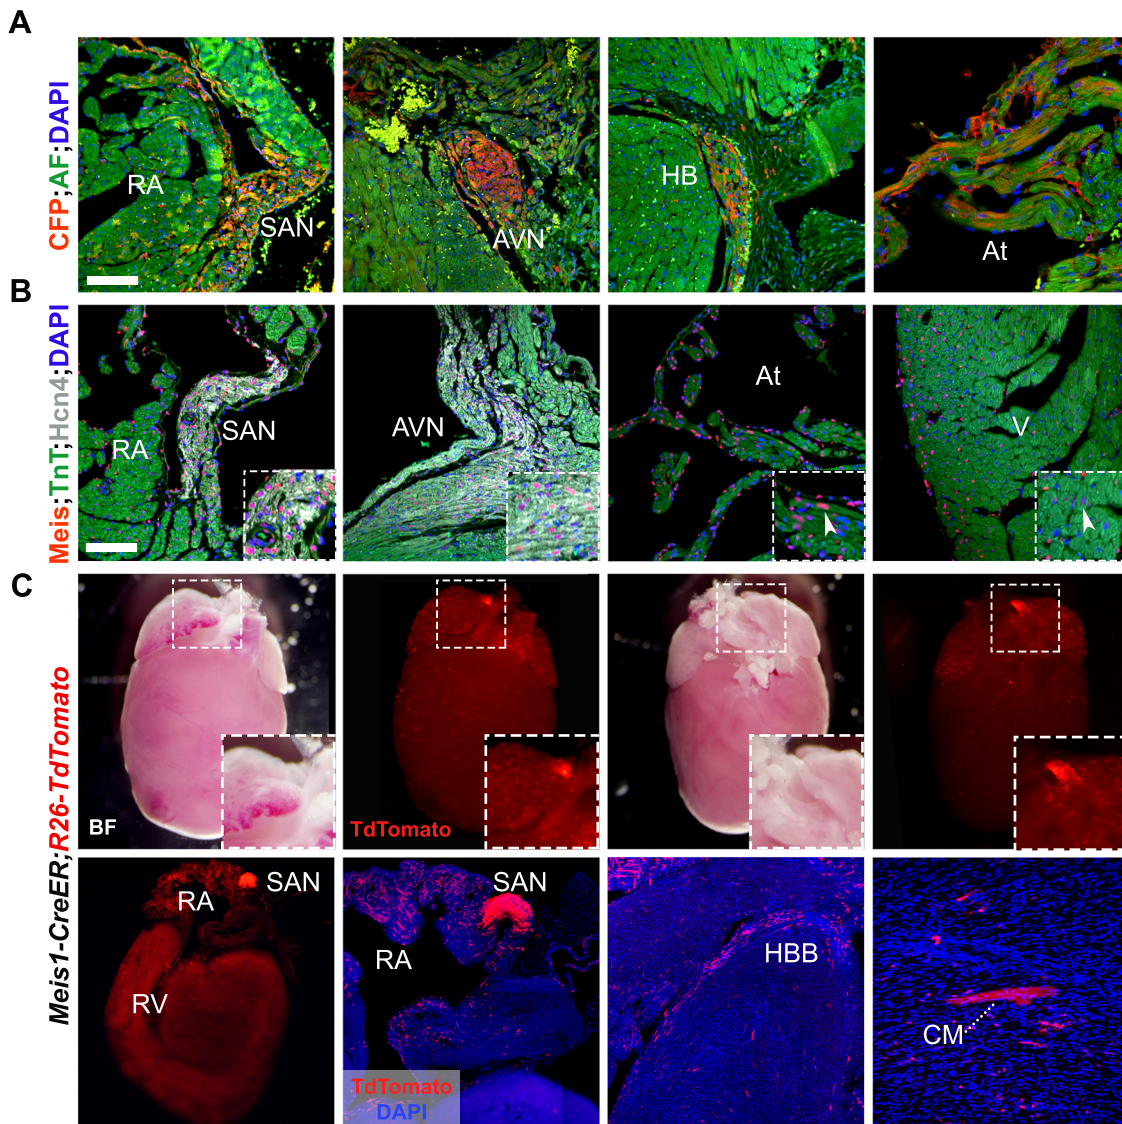 A
CFP;AF;DAPI
RA
SAN
AVN
HB
At
B
Meis;TnT;Hcn4;DAPI
RA
SAN
AVN
At
V
C
Meis1-CreER;R26-TdTomato
BF
TdTomato
RA
SAN
RV
SAN
RA
TdTomato
DAPI
HBB
CM